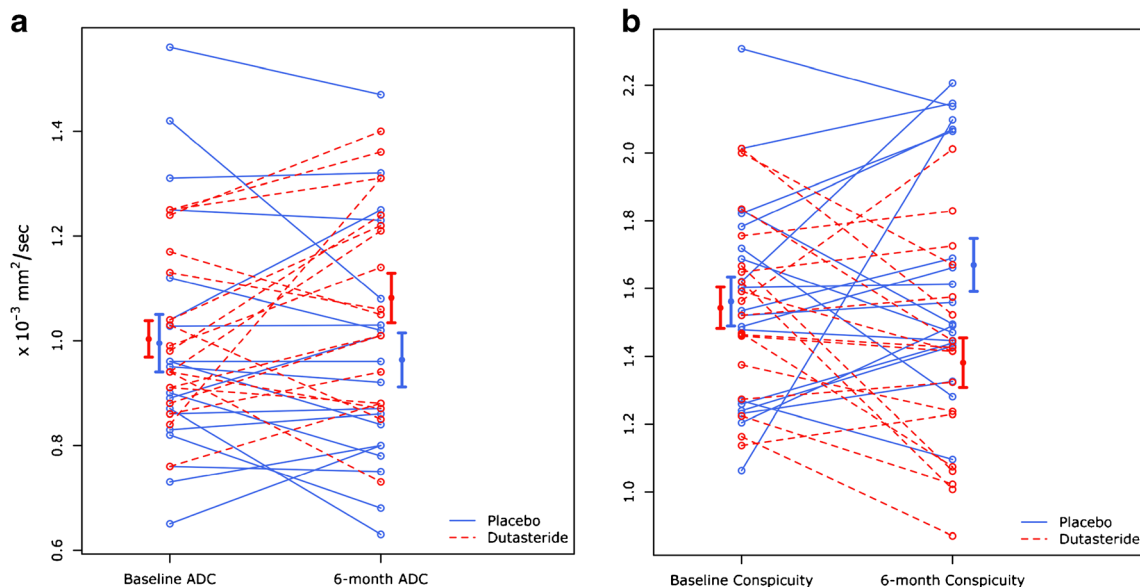 a
x 10⁻³ mm²/sec
1.4
1.2
1.0
0.8
0.6
Placebo
Dutasteride
Baseline ADC 6-month ADC
b
2.2
2.0
1.8
1.6
1.4
1.2
1.0
Placebo
Dutasteride
Baseline Conspicuity 6-month Conspicuity